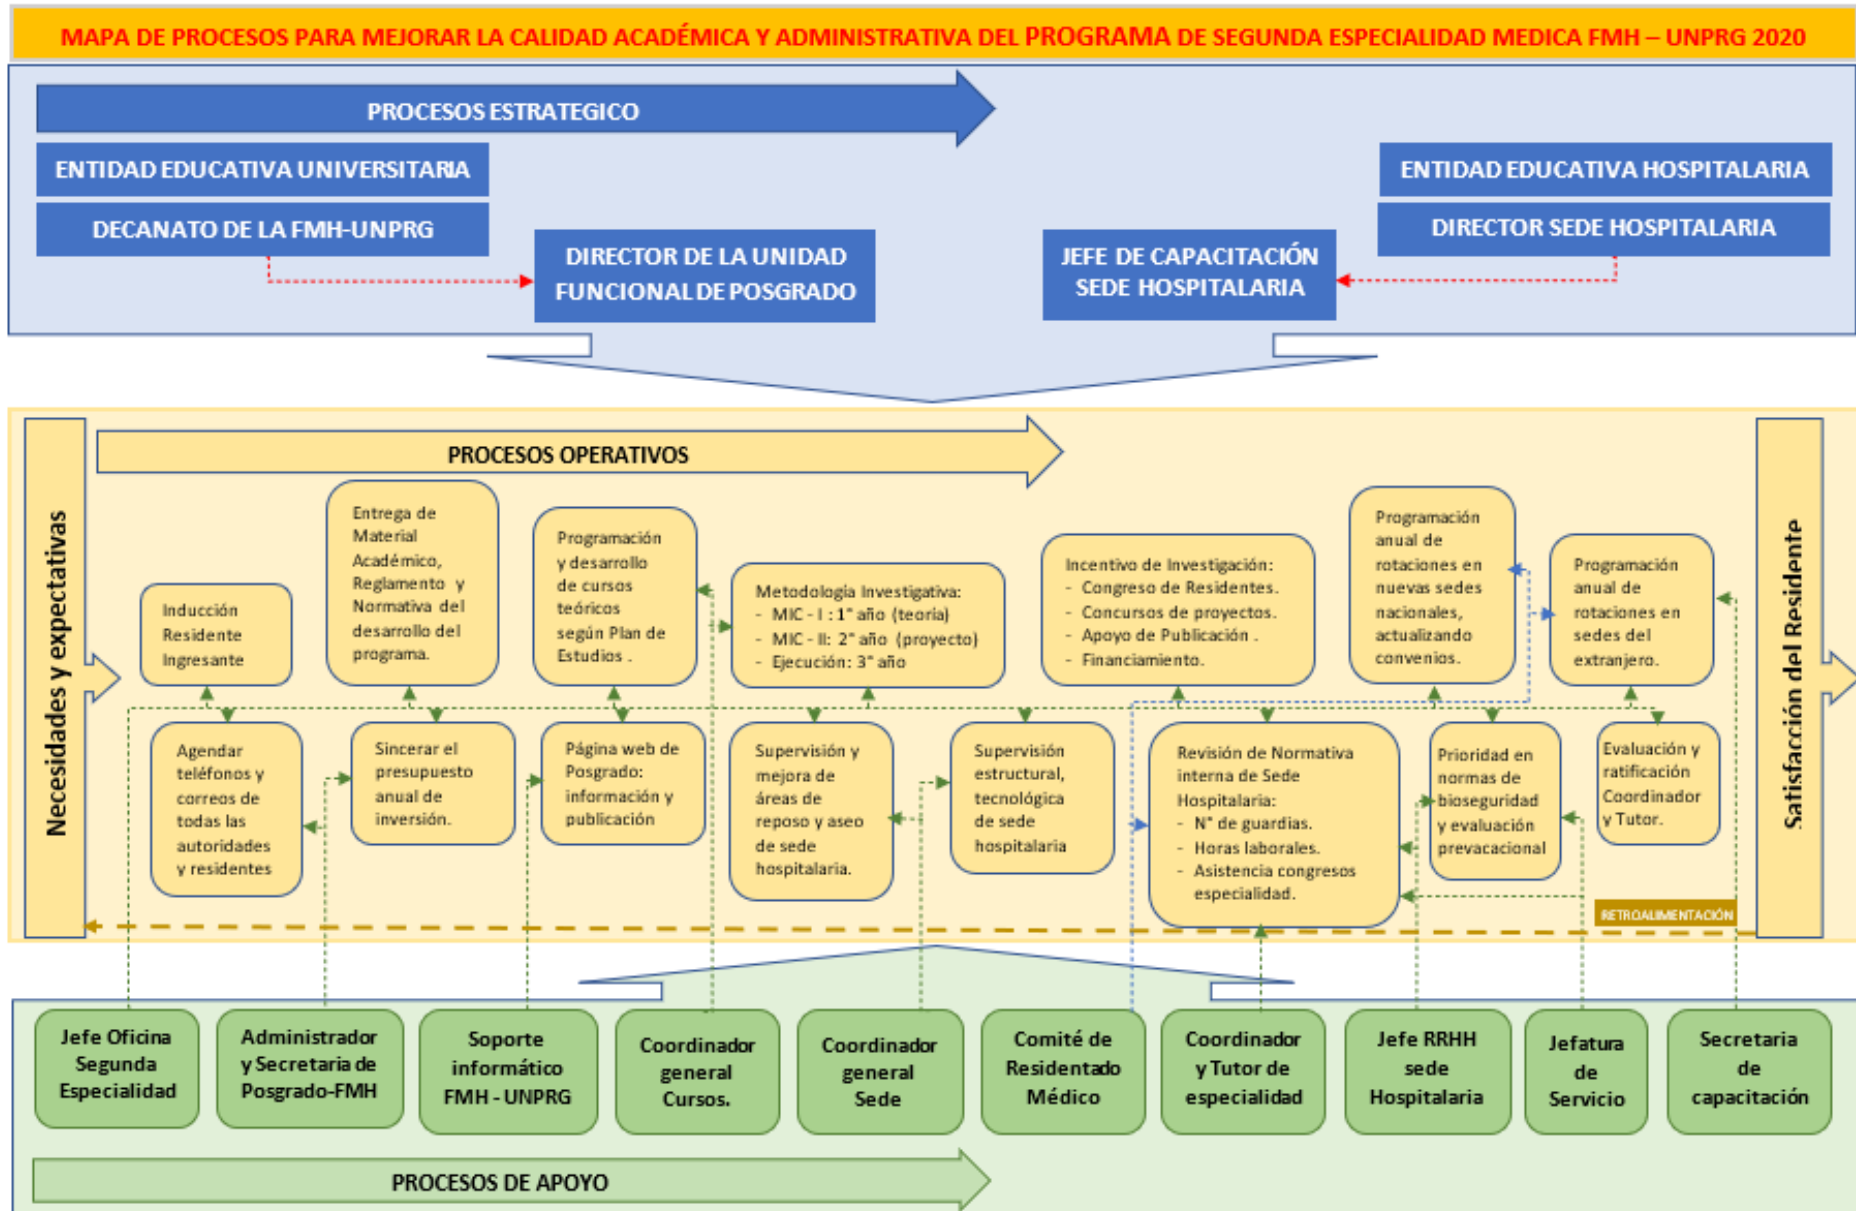 MAPA DE PROCESOS PARA MEJORAR LA CALIDAD ACADÉMICA Y ADMINISTRATIVA DEL PROGRAMA DE SEGUNDA ESPECIALIDAD MEDICA FMH – UNPRG 2020
PROCESOS ESTRATEGICO
ENTIDAD EDUCATIVA UNIVERSITARIA
DECANATO DE LA FMH-UNPRG
DIRECTOR DE LA UNIDAD
FUNCIONAL DE POSGRADO
ENTIDAD EDUCATIVA HOSPITALARIA
DIRECTOR SEDE HOSPITALARIA
JEFE DE CAPACITACIÓN
SEDE HOSPITALARIA
Necesidades y expectativas
PROCESOS OPERATIVOS
Inducción
Residente
Ingresante
Entrega de
Material
Académico,
Reglamento y
Normativa del
desarrollo del
programa.
Programación
y desarrollo
de cursos
teóricos
según Plan de
Estudios .
Metodología Investigativa:
- MIC - I : 1° año (teoría)
- MIC - II: 2° año (proyecto)
- Ejecución: 3° año
Incentivo de Investigación:
- Congreso de Residentes.
- Concursos de proyectos.
- Apoyo de Publicación .
- Financiamiento.
Programación
anual de
rotaciones en
nuevas sedes
nacionales,
actualizando
convenios.
Programación
anual de
rotaciones en
sedes del
extranjero.
Agendar
teléfonos y
correos de
todas las
autoridades
y residentes
Sincerar el
presupuesto
anual de
inversión.
Página web de
Posgrado:
información y
publicación
Supervisión y
mejora de
áreas de
reposo y aseo
de sede
hospitalaria.
Supervisión
estructural,
tecnológica
de sede
hospitalaria
Revisión de Normativa
interna de Sede
Hospitalaria:
- N° de guardias.
- Horas laborales.
- Asistencia congresos
especialidad.
Prioridad en
normas de
bioseguridad
y evaluación
prevacacional
Evaluación y
ratificación
Coordinador
y Tutor.
RETROALIMENTACIÓN
Satisfacción del Residente
Jefe Oficina
Segunda
Especialidad
Administrador
y Secretaria de
Posgrado-FMH
Soporte
informático
FMH - UNPRG
Coordinador
general
Cursos.
Coordinador
general
Sede
Comité de
Residentado
Médico
Coordinador
y Tutor de
especialidad
Jefe RRHH
sede
Hospitalaria
Jefatura
de
Servicio
Secretaria
de
capacitación
PROCESOS DE APOYO